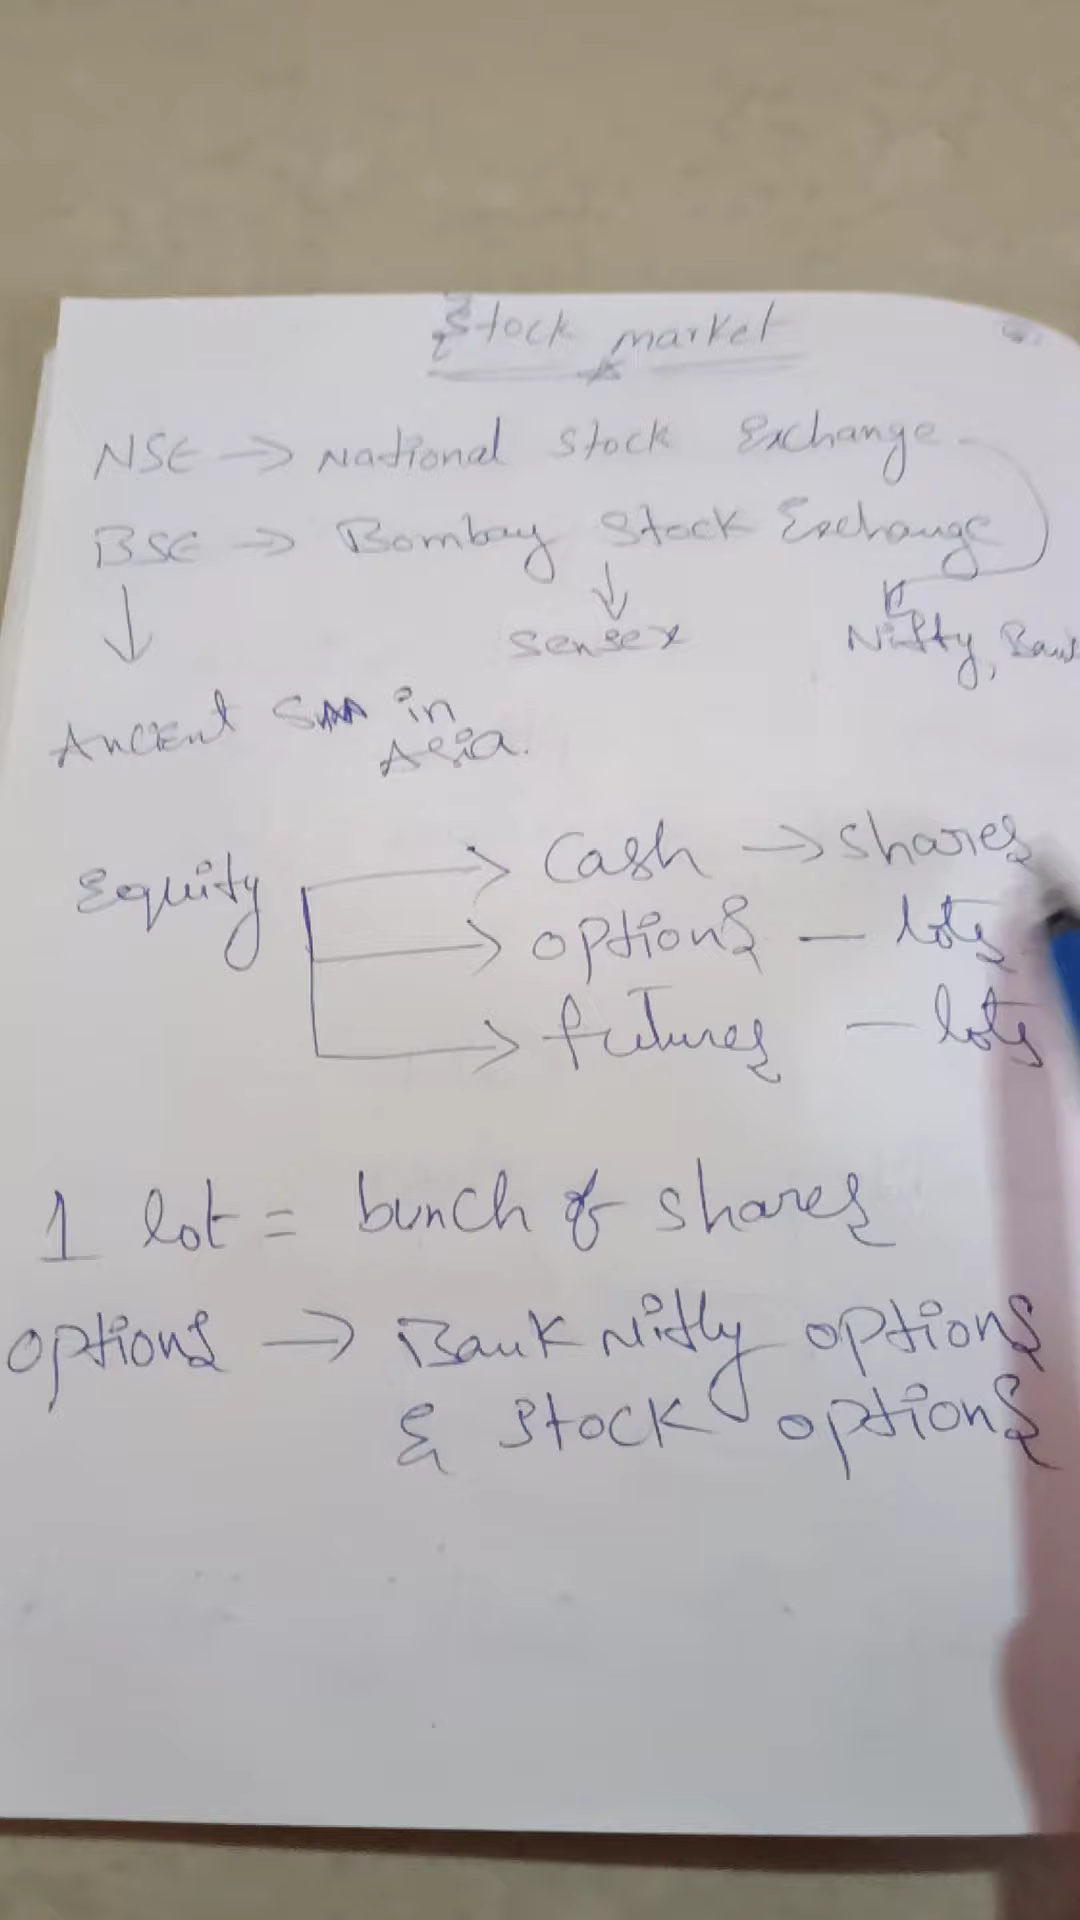 Stock market
NSE → National Stock Exchange
BSE → Bombay Stock Exchange
↓ ↓
Sensex Nifty,
Ancient in
Asia.
Equity → Cash → shares
→ options — lots
→ futures — lots
1 lot = bunch of shares
options → Bank Nifty options
& Stock options